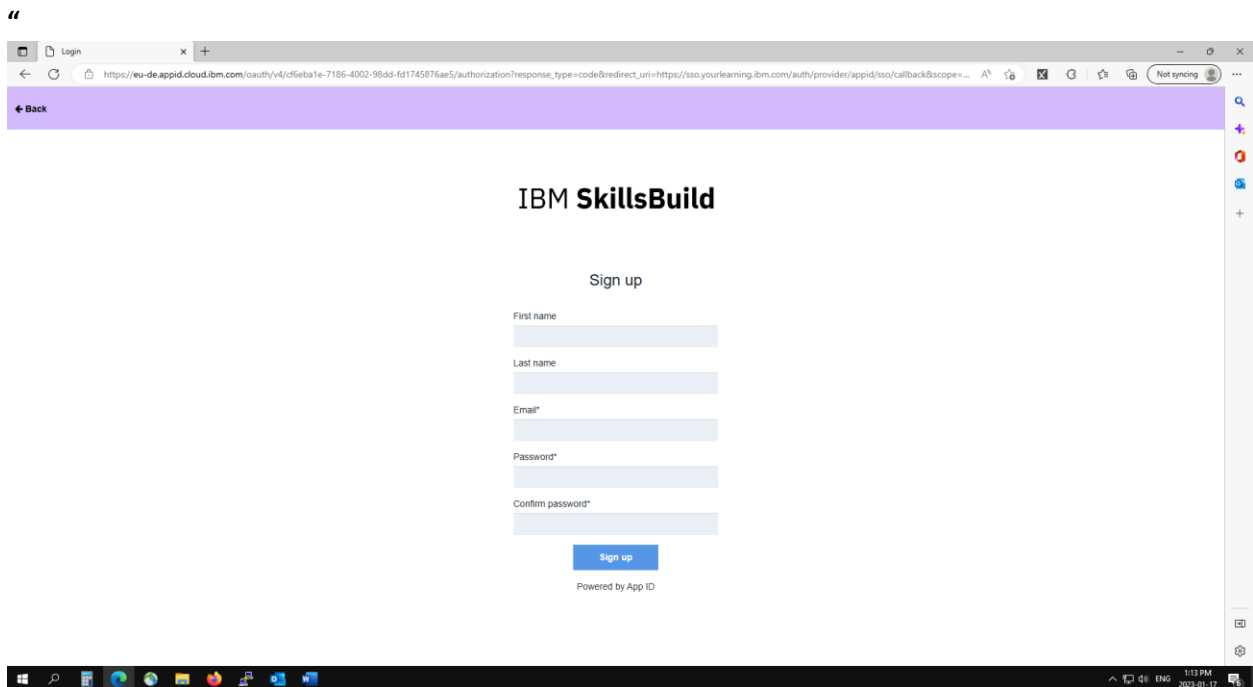 “
Login
https://eu-de.appid.cloud.ibm.com/oauth/v4/cf6eba1e-7186-4002-98dd-fd1745876ae5/authorization?response_type=code&redirect_uri=https://sso.yourlearning.ibm.com/auth/provider/appid/sso/callback&scope=...
Not syncing
Back
IBM SkillsBuild
Sign up
First name
Last name
Email*
Password*
Confirm password*
Sign up
Powered by App ID
ENG
1:13 PM
2023-01-17